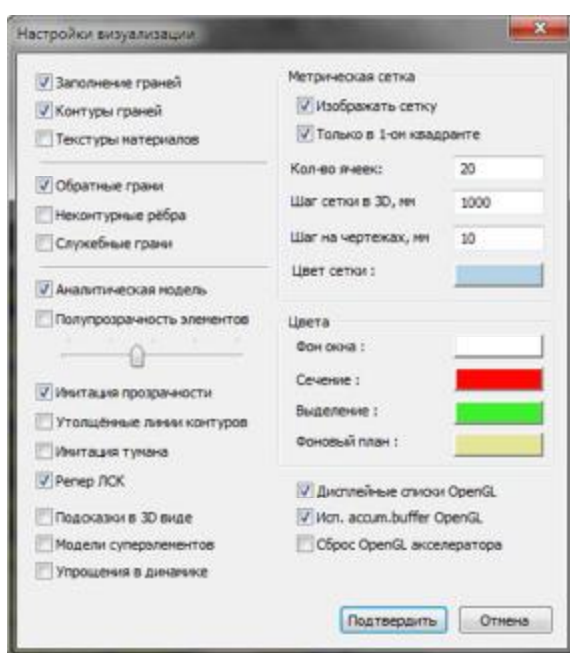 Настройки визуализации
Заполнение граней
Контуры граней
Текстуры материалов
Обратные грани
Неконтурные рёбра
Служебные грани
Аналитическая модель
Полупрозрачность элементов
Имитация прозрачности
Утолщённые линии контуров
Имитация тумана
Репер ЛСК
Подсказки в 3D виде
Модели суперэлементов
Упрощения в динамике
Метрическая сетка
Изображать сетку
Только в 1-ом квадранте
Кол-во ячеек: 20
Шаг сетки в 3D, мм 1000
Шаг на чертежах, мм 10
Цвет сетки :
Цвета
Фон окна :
Сечение :
Выделение :
Фоновый план :
Дисплейные списки OpenGL
Исп. accum.buffer OpenGL
Сброс OpenGL акселератора
Подтвердить Отмена